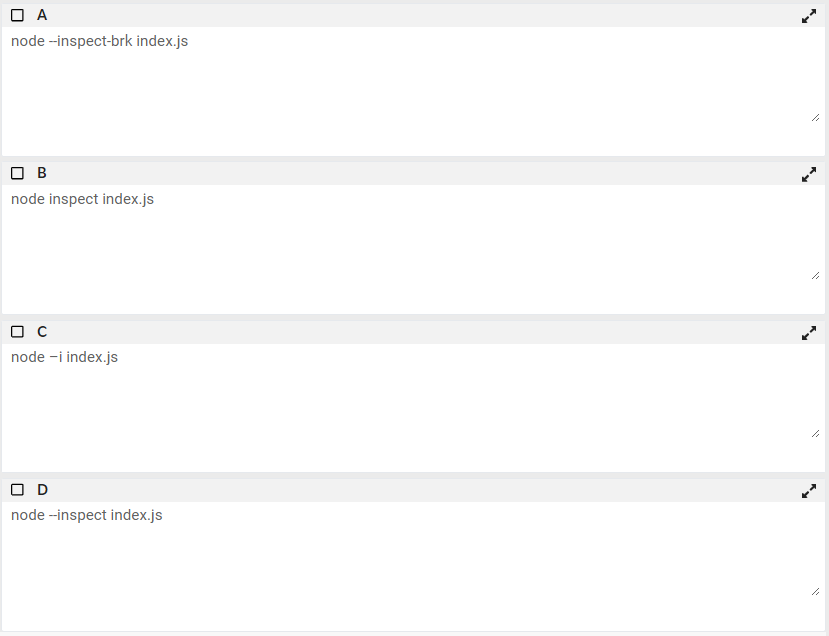 A
node --inspect-brk index.js
B
node inspect index.js
C
node –i index.js
D
node --inspect index.js